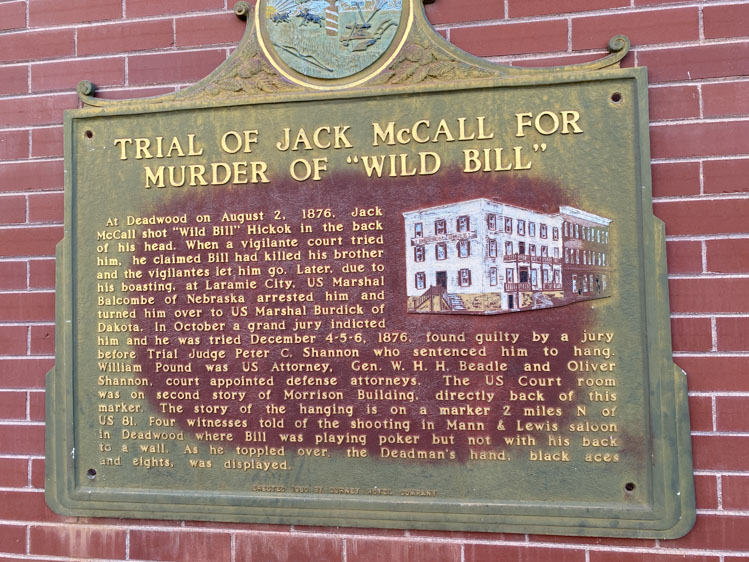 TRIAL OF JACK McCALL FOR
MURDER OF "WILD BILL"
At Deadwood on August 2, 1876, Jack
McCall shot "Wild Bill" Hickok in the back
of his head. When a vigilante court tried
him, he claimed Bill had killed his brother
and the vigilantes let him go. Later, due to
his boasting, at Laramie City, US Marshal
Balcombe of Nebraska arrested him and
turned him over to US Marshal Burdick of
Dakota. In October a grand jury indicted
him and he was tried December 4-5-6, 1876, found guilty by a jury
before Trial Judge Peter C. Shannon who sentenced him to hang.
William Pound was US Attorney, Gen. W. H. H. Beadle and Oliver
Shannon, court appointed defense attorneys. The US Court room
was on second story of Morrison Building, directly back of this
marker. The story of the hanging is on a marker 2 miles N of
US 81. Four witnesses told of the shooting in Mann & Lewis saloon
in Deadwood where Bill was playing poker but not with his back
to a wall. As he toppled over, the Deadman's hand, black aces
and eights, was displayed.
ERECTED BY GURNEY COMPANY